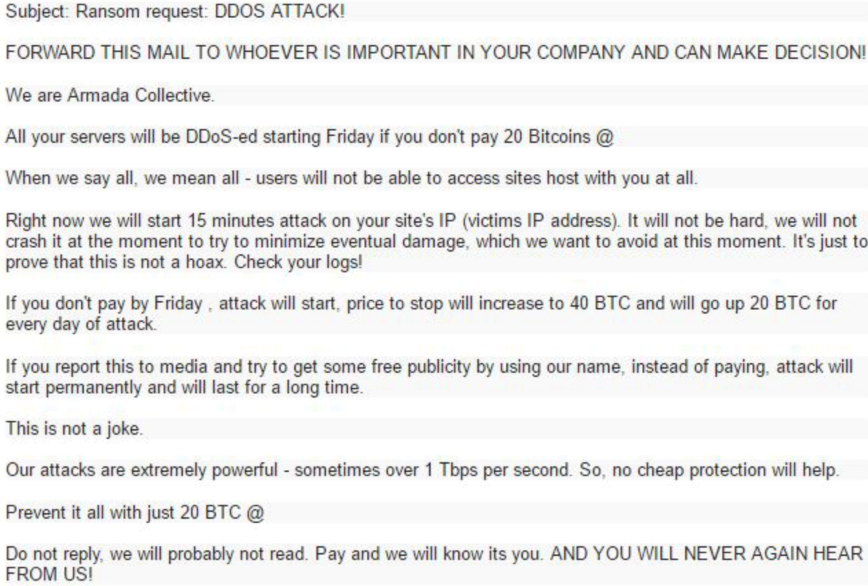 Subject: Ransom request: DDOS ATTACK!
FORWARD THIS MAIL TO WHOEVER IS IMPORTANT IN YOUR COMPANY AND CAN MAKE DECISION!
We are Armada Collective.
All your servers will be DDoS-ed starting Friday if you don't pay 20 Bitcoins @
When we say all, we mean all - users will not be able to access sites host with you at all.
Right now we will start 15 minutes attack on your site's IP (victims IP address). It will not be hard, we will not
crash it at the moment to try to minimize eventual damage, which we want to avoid at this moment. It's just to
prove that this is not a hoax. Check your logs!
If you don't pay by Friday , attack will start, price to stop will increase to 40 BTC and will go up 20 BTC for
every day of attack.
If you report this to media and try to get some free publicity by using our name, instead of paying, attack will
start permanently and will last for a long time.
This is not a joke.
Our attacks are extremely powerful - sometimes over 1 Tbps per second. So, no cheap protection will help.
Prevent it all with just 20 BTC @
Do not reply, we will probably not read. Pay and we will know its you. AND YOU WILL NEVER AGAIN HEAR
FROM US!